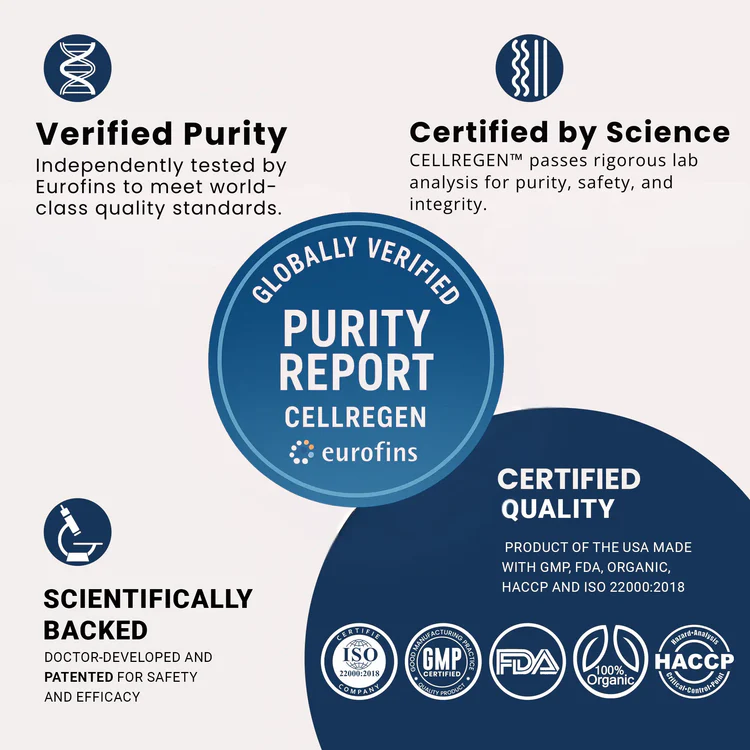 Verified Purity
Independently tested by
Eurofins to meet world-
class quality standards.
Certified by Science
CELLREGEN™ passes rigorous lab
analysis for purity, safety, and
integrity.
GLOBALLY VERIFIED
PURITY
REPORT
CELLREGEN
eurofins
CERTIFIED
QUALITY
PRODUCT OF THE USA MADE
WITH GMP, FDA, ORGANIC,
HACCP AND ISO 22000:2018
SCIENTIFICALLY
BACKED
DOCTOR-DEVELOPED AND
PATENTED FOR SAFETY
AND EFFICACY
CERTIFIE
ISO
22000:2018
COMPANY
GOOD MANUFACTURING PRACTICE
GMP
CERTIFIED
QUALITY PRODUCT
FDA
100%
Organic
Hazard-Analysis
HACCP
Critical-Control-Point